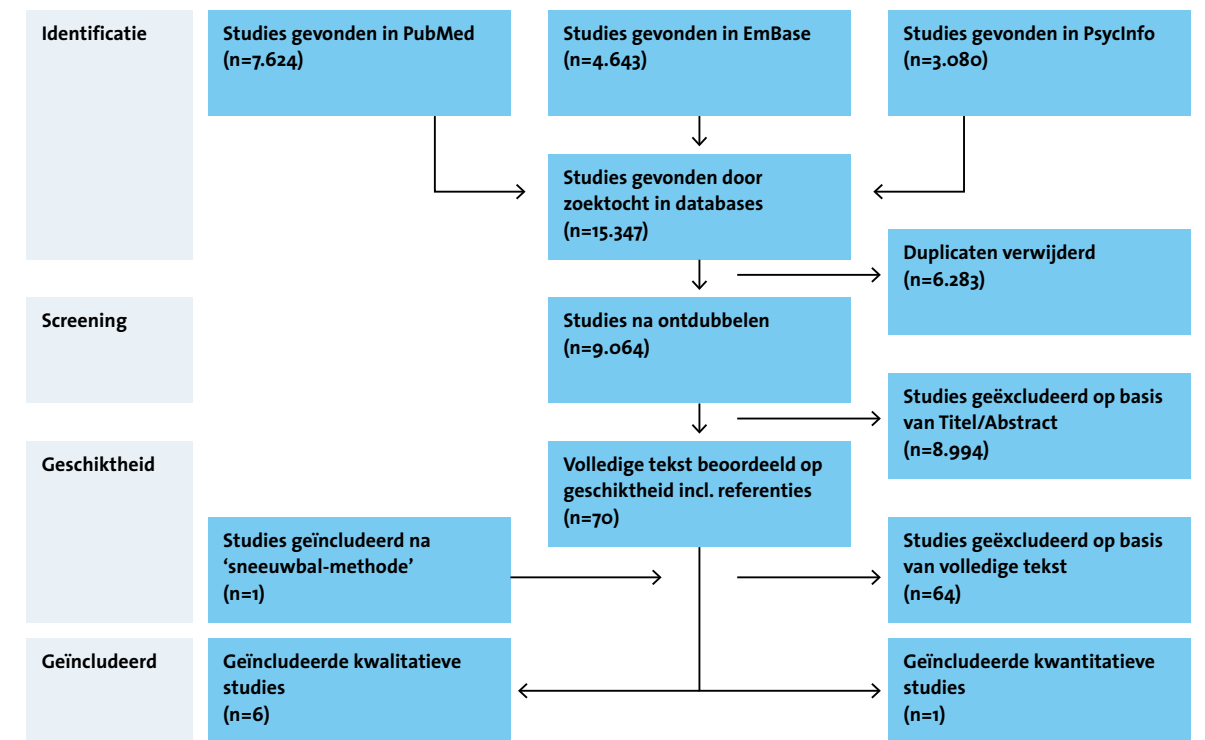 Identificatie
Studies gevonden in PubMed
(n=7.624)
Studies gevonden in EmBase
(n=4.643)
Studies gevonden in PsycInfo
(n=3.080)
Studies gevonden door
zoektocht in databases
(n=15.347)
Duplicaten verwijderd
(n=6.283)
Screening
Studies na ontdubbelen
(n=9.064)
Studies geëxcludeerd op basis
van Titel/Abstract
(n=8.994)
Geschiktheid
Volledige tekst beoordeeld op
geschiktheid incl. referenties
(n=70)
Studies geïncludeerd na
‘sneeuwbal-methode’
(n=1)
Studies geëxcludeerd op basis
van volledige tekst
(n=64)
Geïncludeerd
Geïncludeerde kwalitatieve
studies
(n=6)
Geïncludeerde kwantitatieve
studies
(n=1)